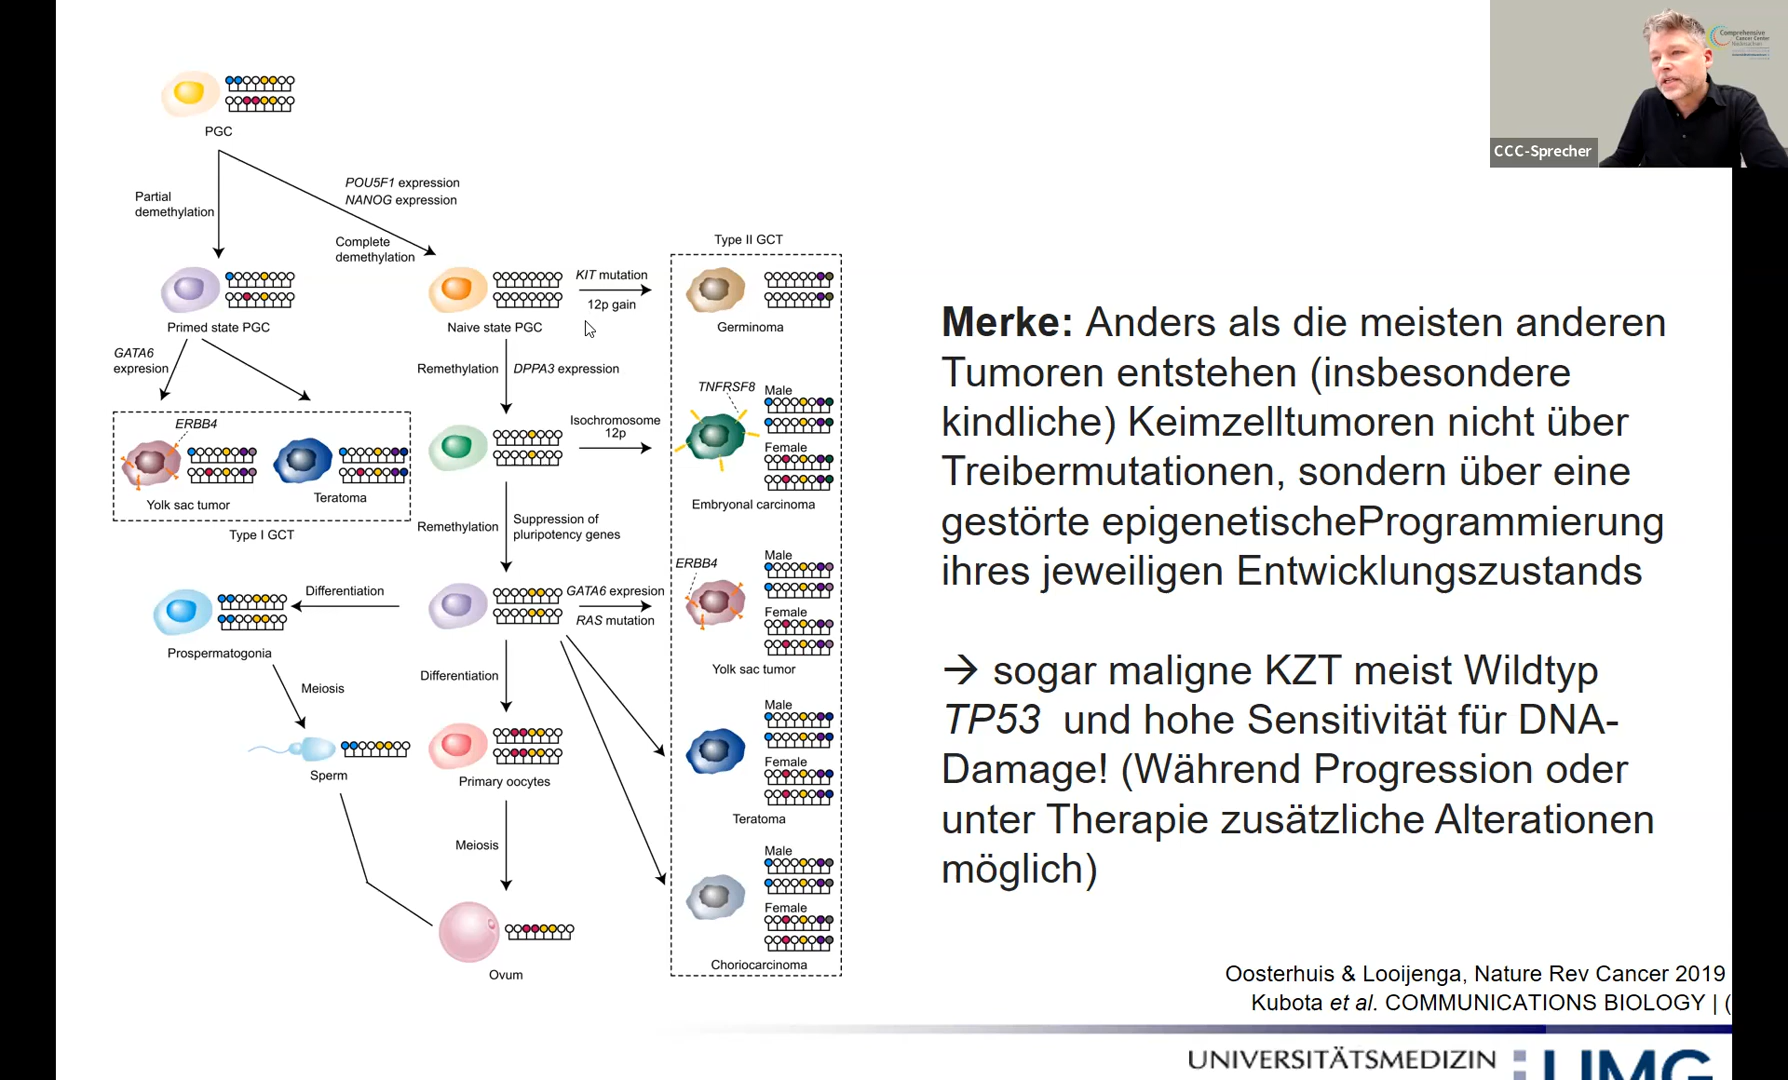 Comprehensive
Cancer Center
Niedersachsen
CCC-Sprecher
PGC
Partial
demethylation
POU5F1 expression
NANOG expression
Complete
demethylation
Primed state PGC
Naive state PGC
KIT mutation
12p gain
Type II GCT
Germinoma
GATA6
expresion
Remethylation
DPPA3 expression
ERBB4
Yolk sac tumor
Teratoma
Type I GCT
Isochromosome
12p
TNFRSF8
Male
Female
Embryonal carcinoma
Remethylation
Suppression of
pluripotency genes
Differentiation
Prospermatogonia
GATA6 expresion
RAS mutation
ERBB4
Male
Female
Yolk sac tumor
Meiosis
Sperm
Differentiation
Primary oocytes
Male
Female
Teratoma
Meiosis
Ovum
Male
Female
Choriocarcinoma
Merke: Anders als die meisten anderen
Tumoren entstehen (insbesondere
kindliche) Keimzelltumoren nicht über
Treibermutationen, sondern über eine
gestörte epigenetischeProgrammierung
ihres jeweiligen Entwicklungszustands
→ sogar maligne KZT meist Wildtyp
TP53 und hohe Sensitivität für DNA-
Damage! (Während Progression oder
unter Therapie zusätzliche Alterationen
möglich)
Oosterhuis & Looijenga, Nature Rev Cancer 2019
Kubota et al. COMMUNICATIONS BIOLOGY | (
UNIVERSITÄTSMEDIZIN UMG